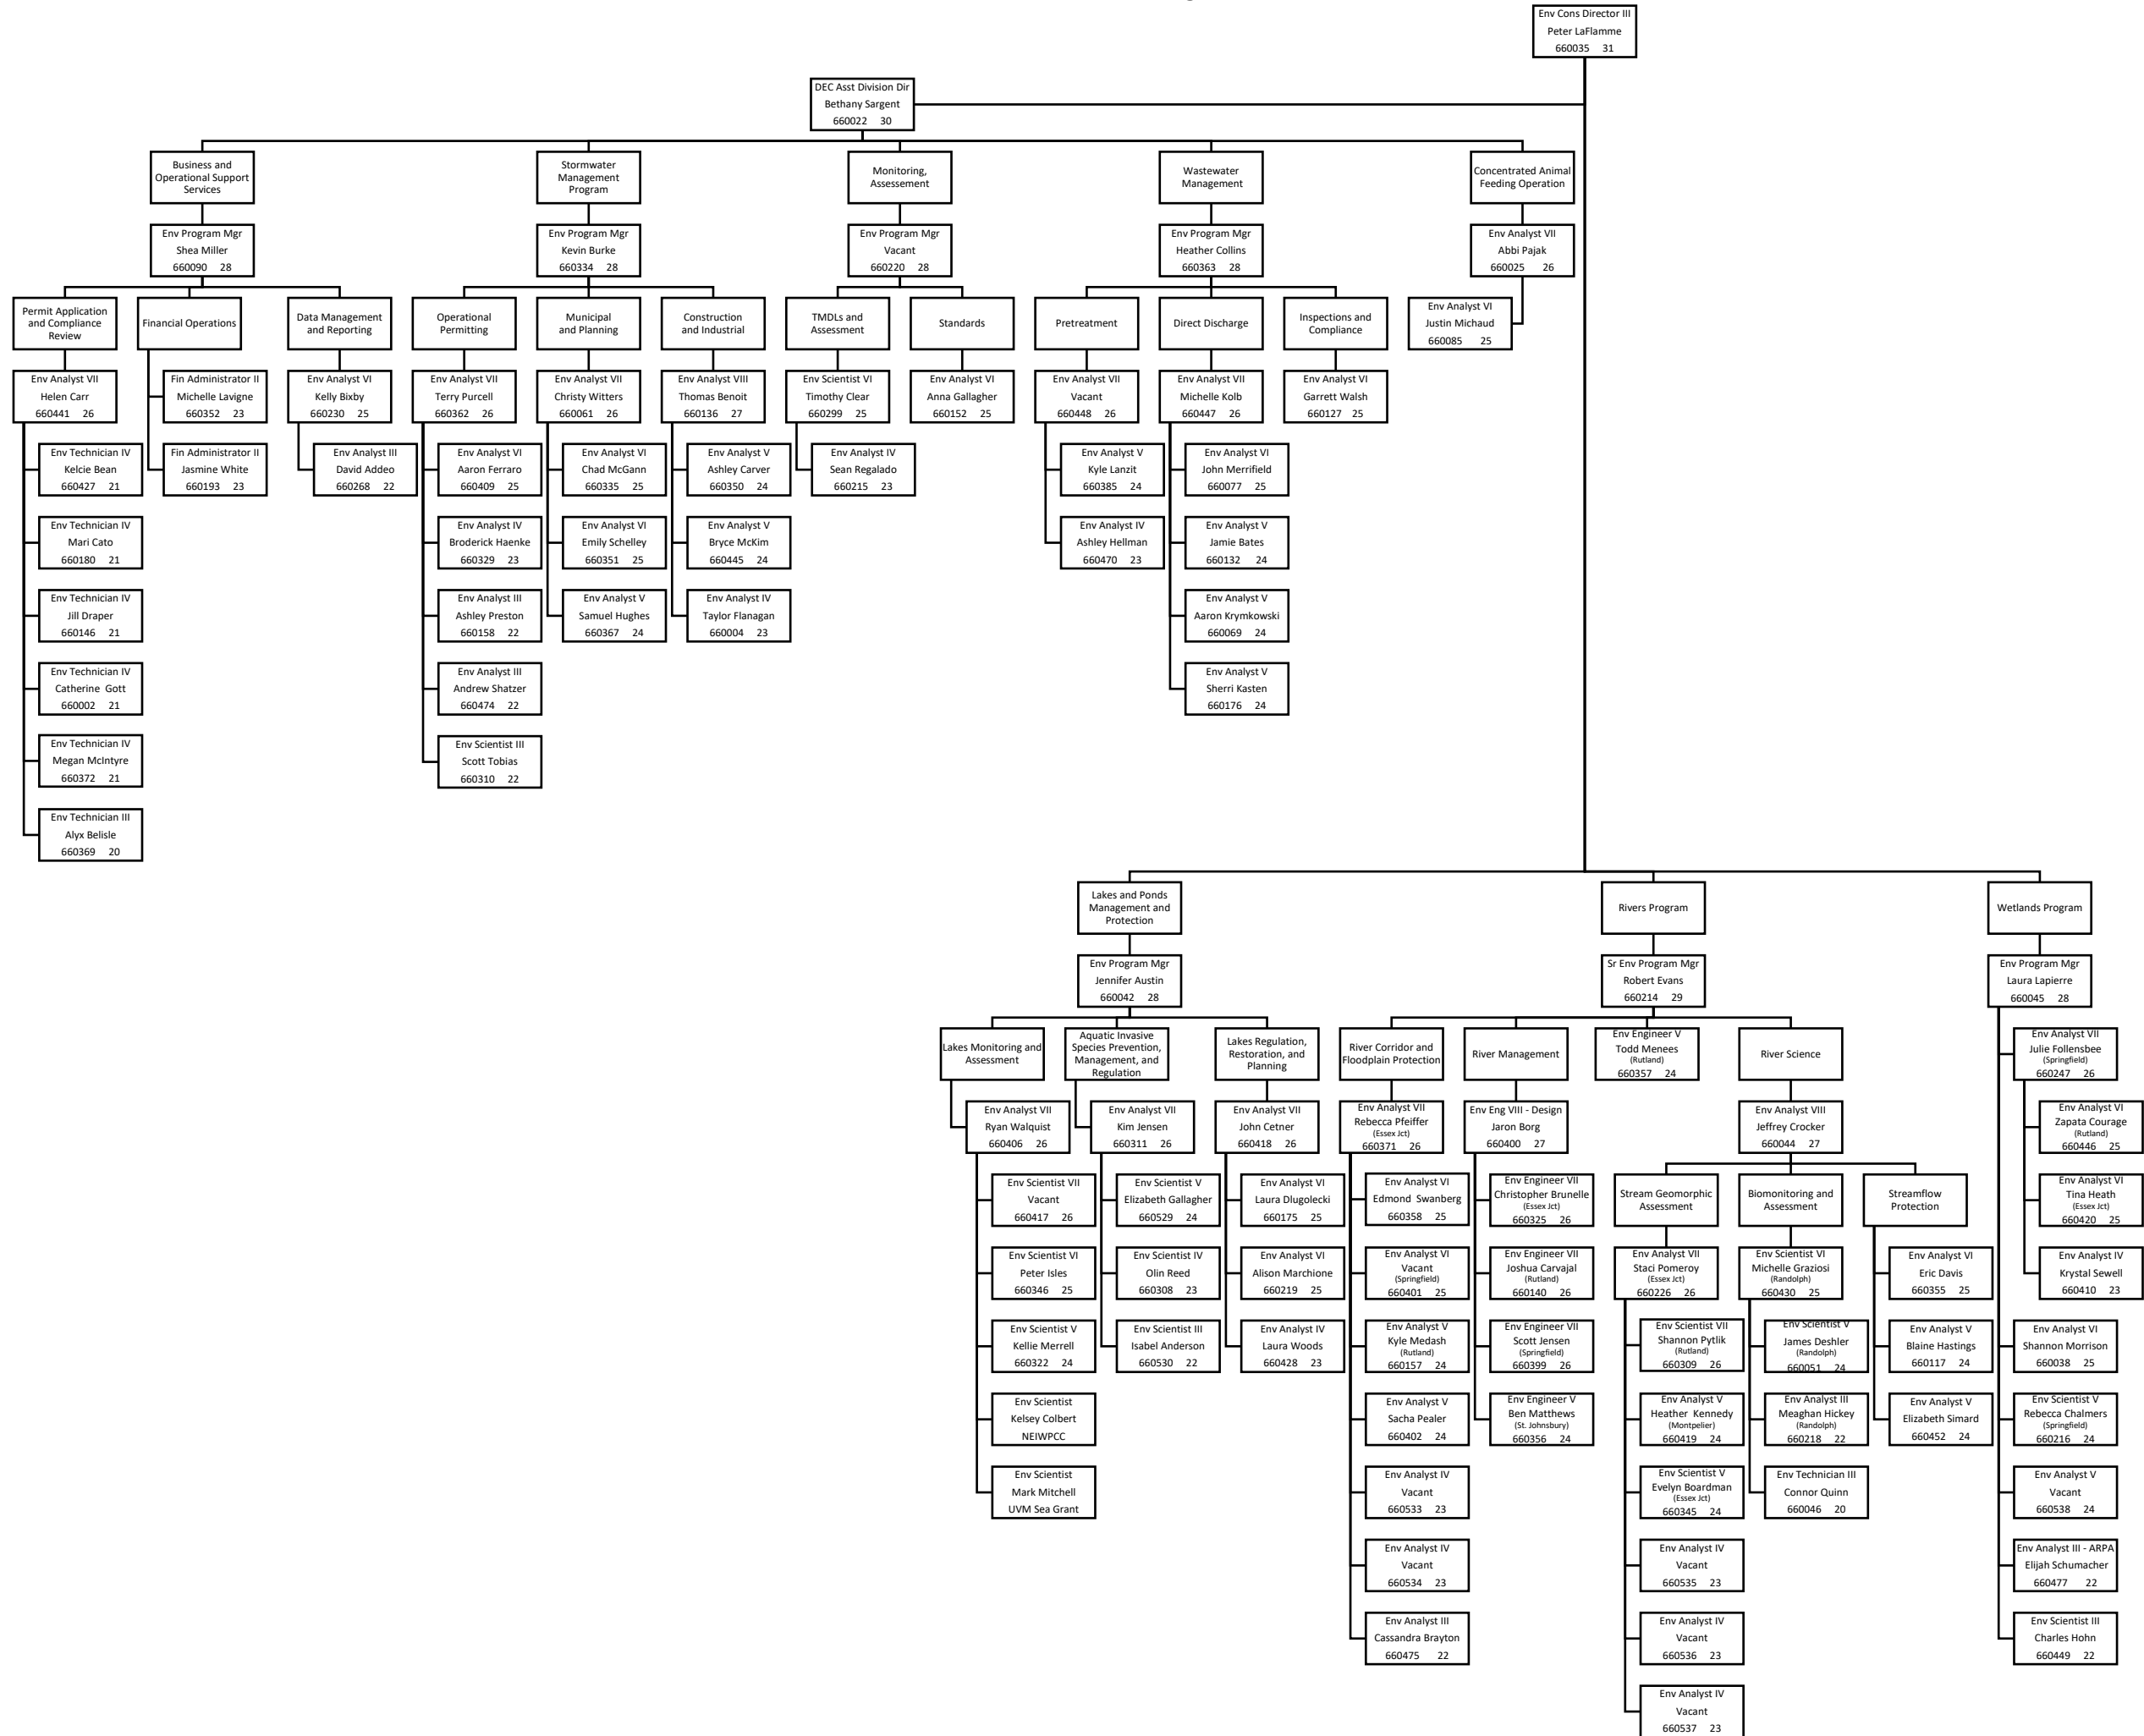 Env Cons Director III
Peter LaFlamme
660035 31
DEC Asst Division Dir
Bethany Sargent
660022 30
Business and
Operational Support
Services
Stormwater
Management
Program
Monitoring,
Assessement
Wastewater
Management
Concentrated Animal
Feeding Operation
Env Program Mgr
Shea Miller
660090 28
Env Program Mgr
Kevin Burke
660334 28
Env Program Mgr
Vacant
660220 28
Env Program Mgr
Heather Collins
660363 28
Env Analyst VII
Abbi Pajak
660025 26
Permit Application
and Compliance
Review
Financial Operations
Data Management
and Reporting
Operational
Permitting
Municipal
and Planning
Construction
and Industrial
TMDLs and
Assessment
Standards
Pretreatment
Direct Discharge
Inspections and
Compliance
Env Analyst VI
Justin Michaud
660085 25
Env Analyst VII
Helen Carr
660441 26
Fin Administrator II
Michelle Lavigne
660352 23
Env Analyst VI
Kelly Bixby
660230 25
Env Analyst VII
Terry Purcell
660362 26
Env Analyst VII
Christy Witters
660061 26
Env Analyst VIII
Thomas Benoit
660136 27
Env Scientist VI
Timothy Clear
660299 25
Env Analyst VI
Anna Gallagher
660152 25
Env Analyst VII
Vacant
660448 26
Env Analyst VII
Michelle Kolb
660447 26
Env Analyst VI
Garrett Walsh
660127 25
Env Technician IV
Kelcie Bean
660427 21
Fin Administrator II
Jasmine White
660193 23
Env Analyst III
David Addeo
660268 22
Env Analyst VI
Aaron Ferraro
660409 25
Env Analyst VI
Chad McGann
660335 25
Env Analyst V
Ashley Carver
660350 24
Env Analyst IV
Sean Regalado
660215 23
Env Analyst V
Kyle Lanzit
660385 24
Env Analyst VI
John Merrifield
660077 25
Env Technician IV
Mari Cato
660180 21
Env Analyst IV
Broderick Haenke
660329 23
Env Analyst VI
Emily Schelley
660351 25
Env Analyst V
Bryce McKim
660445 24
Env Analyst IV
Ashley Hellman
660470 23
Env Analyst V
Jamie Bates
660132 24
Env Technician IV
Jill Draper
660146 21
Env Analyst III
Ashley Preston
660158 22
Env Analyst V
Samuel Hughes
660367 24
Env Analyst IV
Taylor Flanagan
660004 23
Env Analyst V
Aaron Krymkowski
660069 24
Env Technician IV
Catherine Gott
660002 21
Env Analyst III
Andrew Shatzer
660474 22
Env Analyst V
Sherri Kasten
660176 24
Env Technician IV
Megan McIntyre
660372 21
Env Scientist III
Scott Tobias
660310 22
Env Technician III
Alyx Belisle
660369 20
Lakes and Ponds
Management and
Protection
Rivers Program
Wetlands Program
Env Program Mgr
Jennifer Austin
660042 28
Sr Env Program Mgr
Robert Evans
660214 29
Env Program Mgr
Laura Lapierre
660045 28
Lakes Monitoring and
Assessment
Aquatic Invasive
Species Prevention,
Management, and
Regulation
Lakes Regulation,
Restoration, and
Planning
River Corridor and
Floodplain Protection
River Management
Env Engineer V
Todd Menees
(Rutland)
660357 24
River Science
Env Analyst VII
Julie Follensbee
(Springfield)
660247 26
Env Analyst VII
Ryan Walquist
660406 26
Env Analyst VII
Kim Jensen
660311 26
Env Analyst VII
John Cetner
660418 26
Env Analyst VII
Rebecca Pfeiffer
(Essex Jct)
660371 26
Env Eng VIII - Design
Jaron Borg
660400 27
Env Analyst VIII
Jeffrey Crocker
660044 27
Env Analyst VI
Zapata Courage
(Rutland)
660446 25
Env Scientist VII
Vacant
660417 26
Env Scientist V
Elizabeth Gallagher
660529 24
Env Analyst VI
Laura Dlugolecki
660175 25
Env Analyst VI
Edmond Swanberg
660358 25
Env Engineer VII
Christopher Brunelle
(Essex Jct)
660325 26
Stream Geomorphic
Assessment
Biomonitoring and
Assessment
Streamflow
Protection
Env Analyst VI
Tina Heath
(Essex Jct)
660420 25
Env Scientist VI
Peter Isles
660346 25
Env Scientist IV
Olin Reed
660308 23
Env Analyst VI
Alison Marchione
660219 25
Env Analyst VI
Vacant
(Springfield)
660401 25
Env Engineer VII
Joshua Carvajal
(Rutland)
660140 26
Env Analyst VII
Staci Pomeroy
(Essex Jct)
660226 26
Env Scientist VI
Michelle Graziosi
(Randolph)
660430 25
Env Analyst VI
Eric Davis
660355 25
Env Analyst IV
Krystal Sewell
660410 23
Env Scientist V
Kellie Merrell
660322 24
Env Scientist III
Isabel Anderson
660530 22
Env Analyst IV
Laura Woods
660428 23
Env Analyst V
Kyle Medash
(Rutland)
660157 24
Env Engineer VII
Scott Jensen
(Springfield)
660399 26
Env Scientist VII
Shannon Pytlik
(Rutland)
660309 26
Env Scientist V
James Deshler
(Randolph)
660051 24
Env Analyst V
Blaine Hastings
660117 24
Env Analyst VI
Shannon Morrison
660038 25
Env Scientist
Kelsey Colbert
NEIWPCC
Env Analyst V
Sacha Pealer
660402 24
Env Engineer V
Ben Matthews
(St. Johnsbury)
660356 24
Env Analyst V
Heather Kennedy
(Montpelier)
660419 24
Env Analyst III
Meaghan Hickey
(Randolph)
660218 22
Env Analyst V
Elizabeth Simard
660452 24
Env Scientist V
Rebecca Chalmers
(Springfield)
660216 24
Env Scientist
Mark Mitchell
UVM Sea Grant
Env Analyst IV
Vacant
660533 23
Env Scientist V
Evelyn Boardman
(Essex Jct)
660345 24
Env Technician III
Connor Quinn
660046 20
Env Analyst V
Vacant
660538 24
Env Analyst IV
Vacant
660534 23
Env Analyst IV
Vacant
660535 23
Env Analyst III - ARPA
Elijah Schumacher
660477 22
Env Analyst III
Cassandra Brayton
660475 22
Env Analyst IV
Vacant
660536 23
Env Scientist III
Charles Hohn
660449 22
Env Analyst IV
Vacant
660537 23